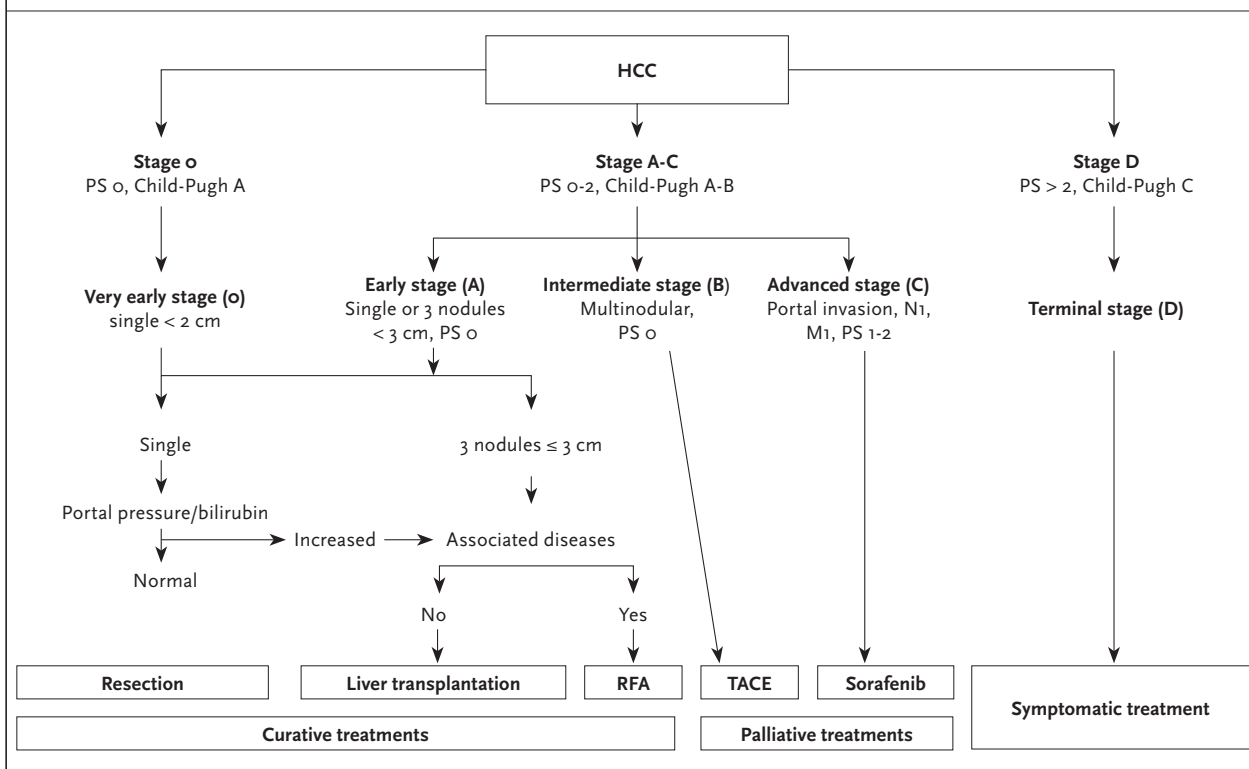 HCC
Stage 0
PS 0, Child-Pugh A
Stage A-C
PS 0-2, Child-Pugh A-B
Stage D
PS > 2, Child-Pugh C
Very early stage (0)
single < 2 cm
Early stage (A)
Single or 3 nodules
< 3 cm, PS 0
Intermediate stage (B)
Multinodular,
PS 0
Advanced stage (C)
Portal invasion, N1,
M1, PS 1-2
Terminal stage (D)
Single
3 nodules ≤ 3 cm
Portal pressure/bilirubin
Increased
Associated diseases
Normal
No
Yes
Resection
Liver transplantation
RFA
TACE
Sorafenib
Symptomatic treatment
Curative treatments
Palliative treatments